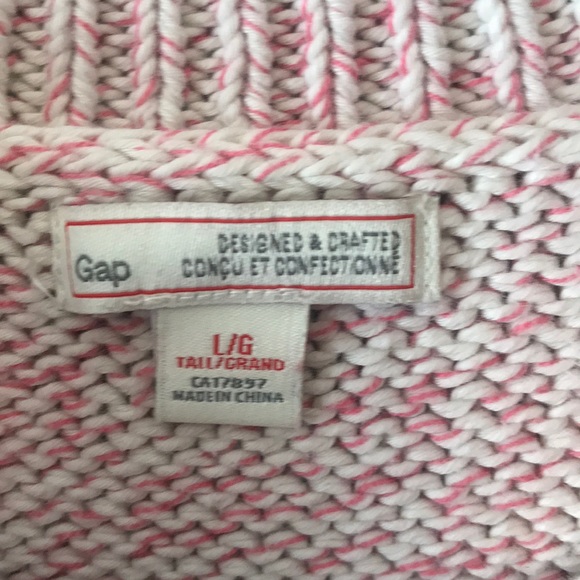 Gap
DESIGNED & CRAFTED
CONÇU ET CONFECTIONNÉ
L/G
TALL/GRAND
CA17897
MADE IN CHINA